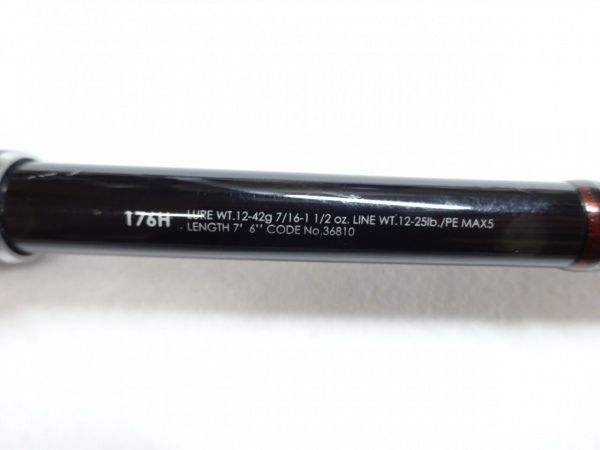 176H LURE WT.12-42g 7/16-1 1/2 oz. LINE WT.12-25lb./PE MAX5
LENGTH 7' 6'' CODE No.36810